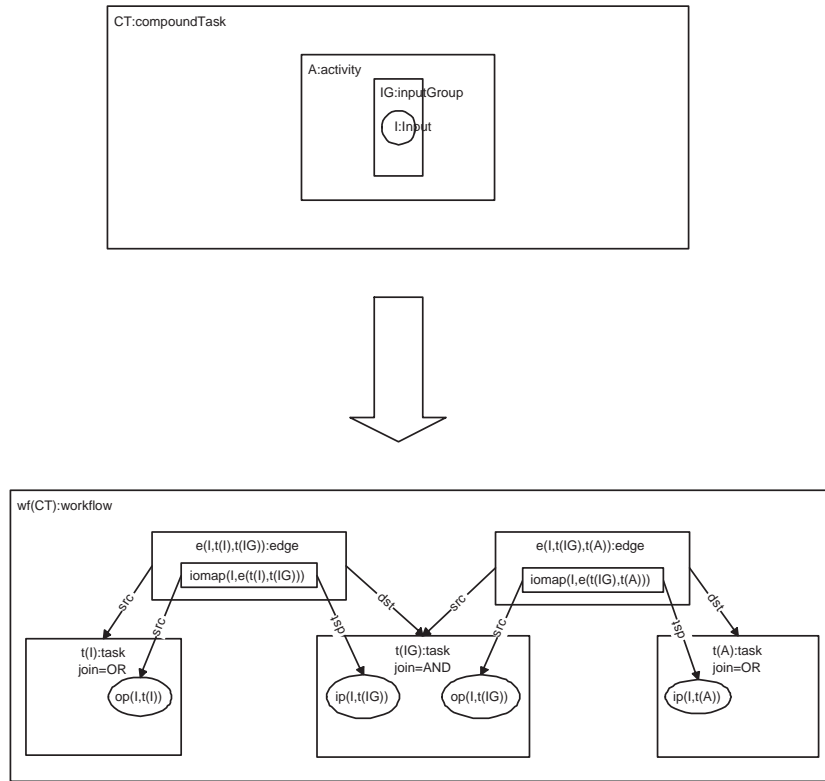 CT:compoundTask
A:activity
IG:inputGroup
I:Input
wf(CT):workflow
e(I,t(I),t(IG)):edge
iomap(I,e(t(I),t(IG)))
e(I,t(IG),t(A)):edge
iomap(I,e(t(IG),t(A)))
src
src
dst
dst
src
src
dst
dst
t(I):task
join=OR
op(I,t(I))
t(IG):task
join=AND
ip(I,t(IG))
op(I,t(IG))
t(A):task
join=OR
ip(I,t(A))